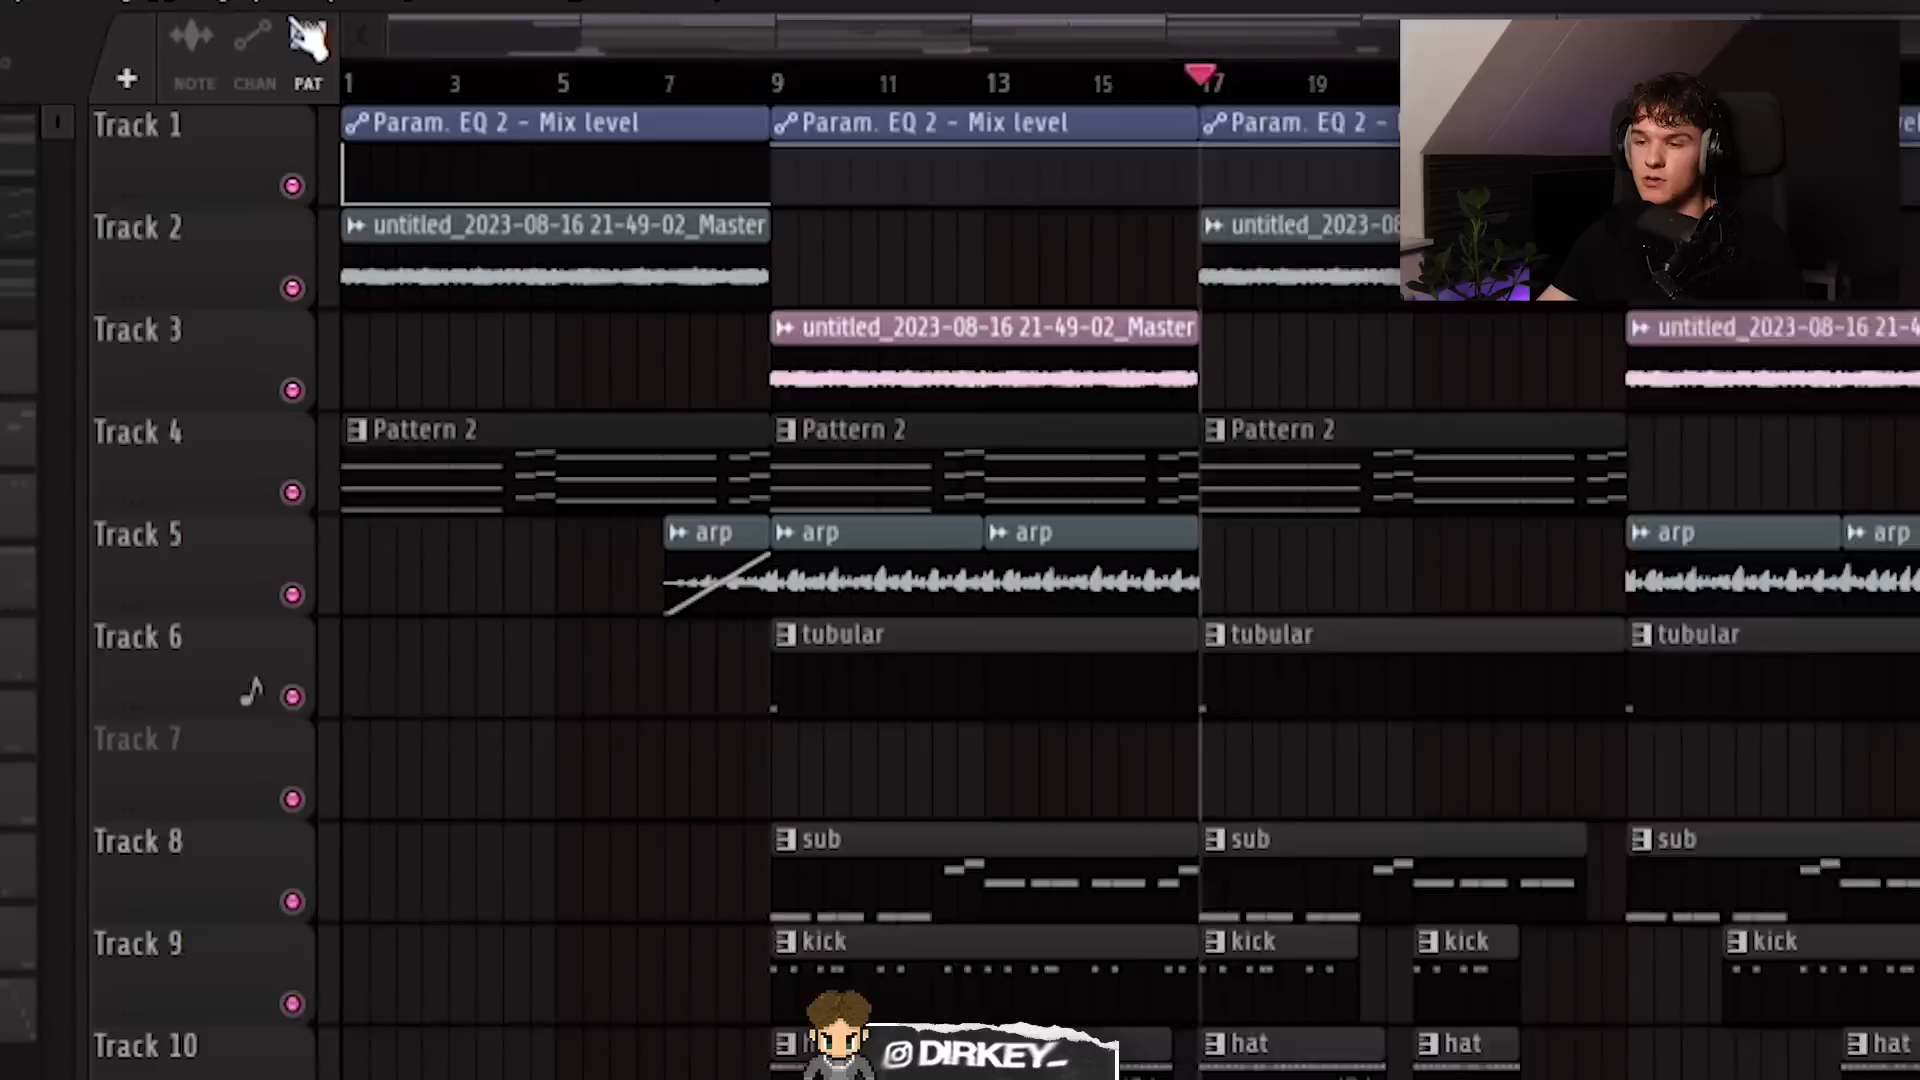 NOTE CHAN PAT
1 3 5 7 9 11 13 15 17 19
Track 1
Param. EQ 2 - Mix level
Param. EQ 2 - Mix level
Param. EQ 2 -
Track 2
untitled_2023-08-16 21-49-02_Master
untitled_2023-08
Track 3
untitled_2023-08-16 21-49-02_Master
untitled_2023-08-16 21-4
Track 4
Pattern 2
Pattern 2
Pattern 2
Track 5
arp
arp
arp
arp
arp
Track 6
tubular
tubular
tubular
Track 7
Track 8
sub
sub
sub
Track 9
kick
kick
kick
kick
Track 10
hat
hat
hat
DIRKEY_